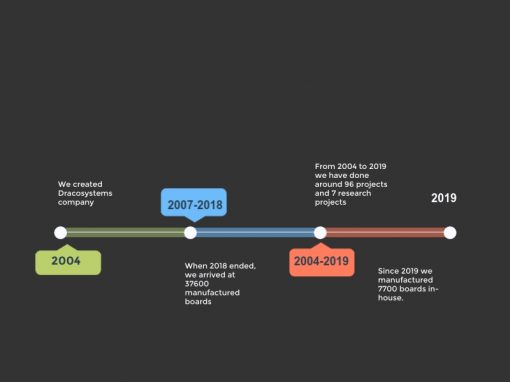 We created
Dracosystems
company
2004
2007-2018
When 2018 ended,
we arrived at
37600
manufactured
boards
From 2004 to 2019
we have done
around 96 projects
and 7 research
projects
2004-2019
2019
Since 2019 we
manufactured
7700 boards in-
house.